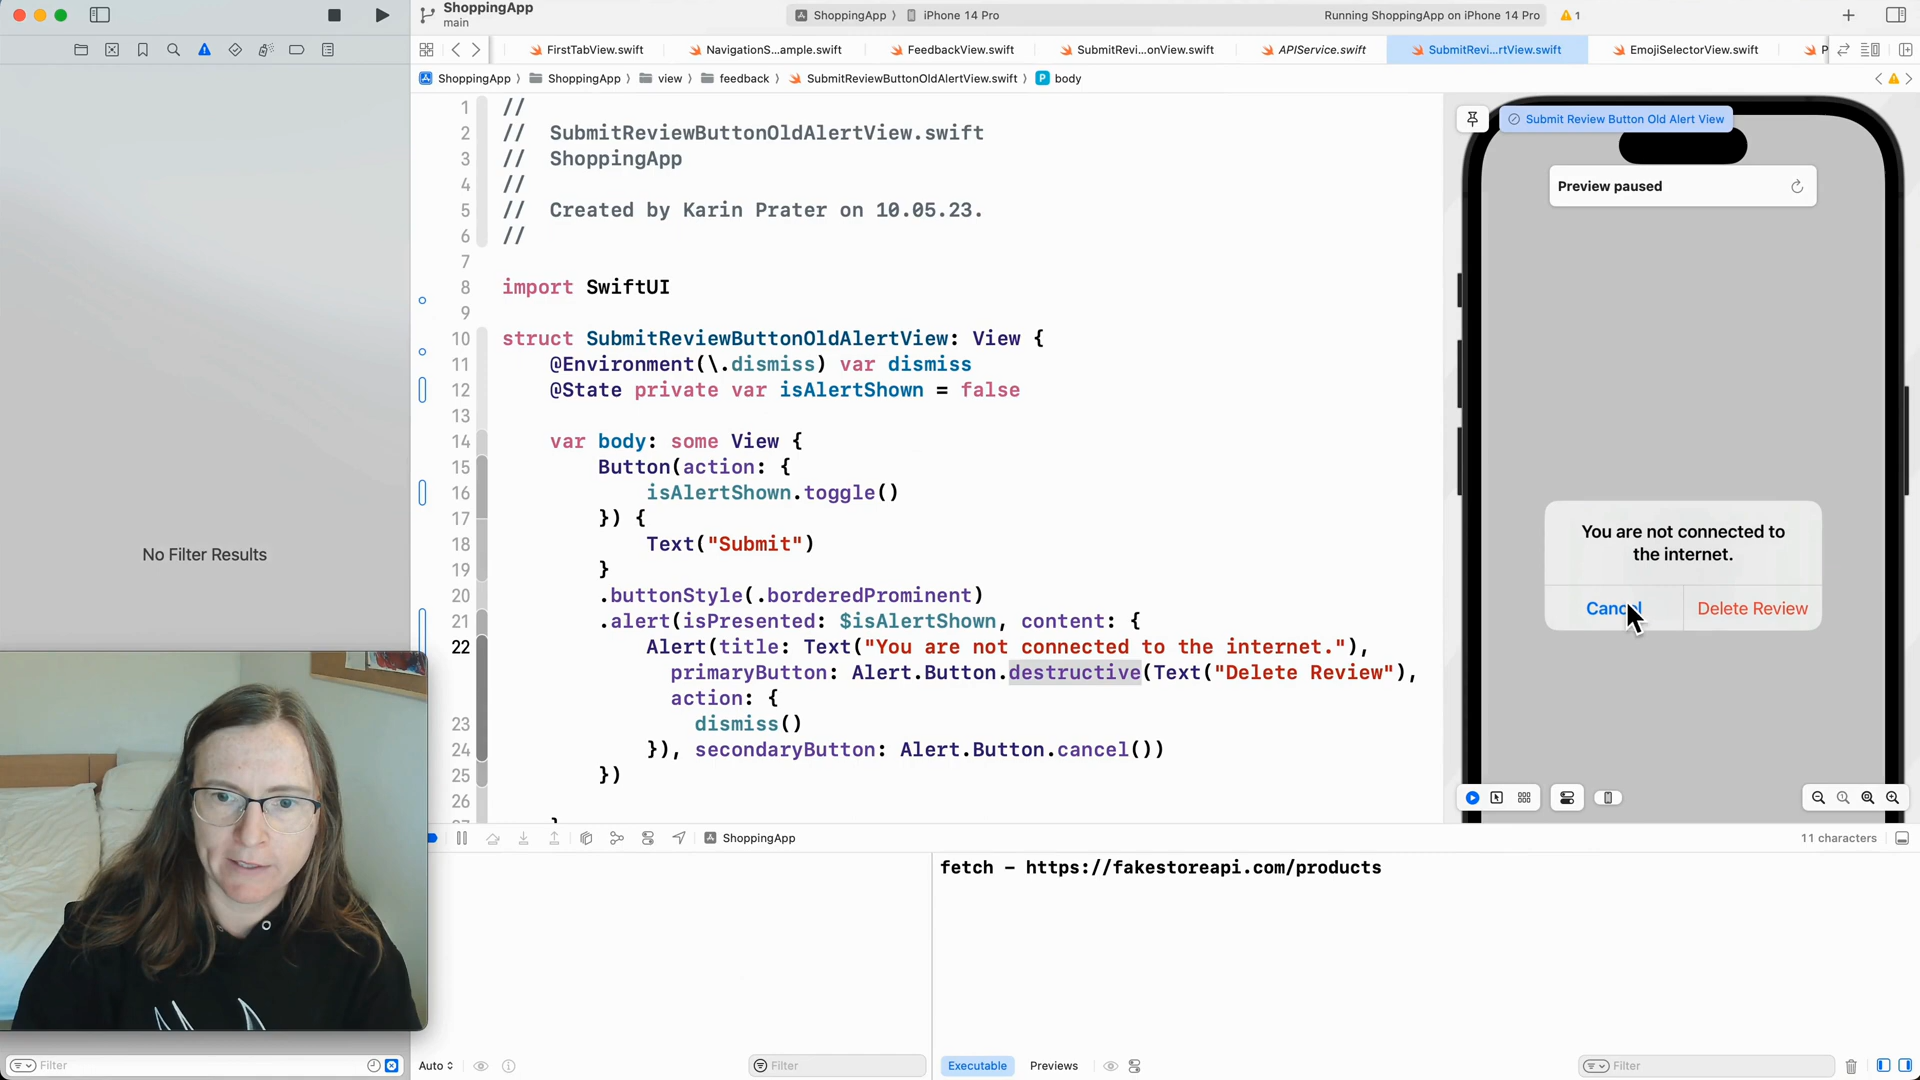 ShoppingApp
main
ShoppingApp
iPhone 14 Pro
Running ShoppingApp on iPhone 14 Pro
1
FirstTabView.swift
NavigationS...ample.swift
FeedbackView.swift
SubmitRevi...onView.swift
APIService.swift
SubmitRevi...rtView.swift
EmojiSelectorView.swift
ShoppingApp
ShoppingApp
view
feedback
SubmitReviewButtonOldAlertView.swift
P body
1 //
2 // SubmitReviewButtonOldAlertView.swift
3 // ShoppingApp
4 //
5 // Created by Karin Prater on 10.05.23.
6 //
7
8 import SwiftUI
9
10 struct SubmitReviewButtonOldAlertView: View {
11 @Environment(\.dismiss) var dismiss
12 @State private var isAlertShown = false
13
14 var body: some View {
15 Button(action: {
16 isAlertShown.toggle()
17 }) {
18 Text("Submit")
19 }
20 .buttonStyle(.borderedProminent)
21 .alert(isPresented: $isAlertShown, content: {
22 Alert(title: Text("You are not connected to the internet."),
primaryButton: Alert.Button.destructive(Text("Delete Review"),
action: {
23 dismiss()
24 }), secondaryButton: Alert.Button.cancel())
25 })
26
Submit Review Button Old Alert View
Preview paused
You are not connected to
the internet.
Cancel
Delete Review
No Filter Results
ShoppingApp
11 characters
fetch - https://fakestoreapi.com/products
Filter
Auto
Filter
Executable
Previews
Filter